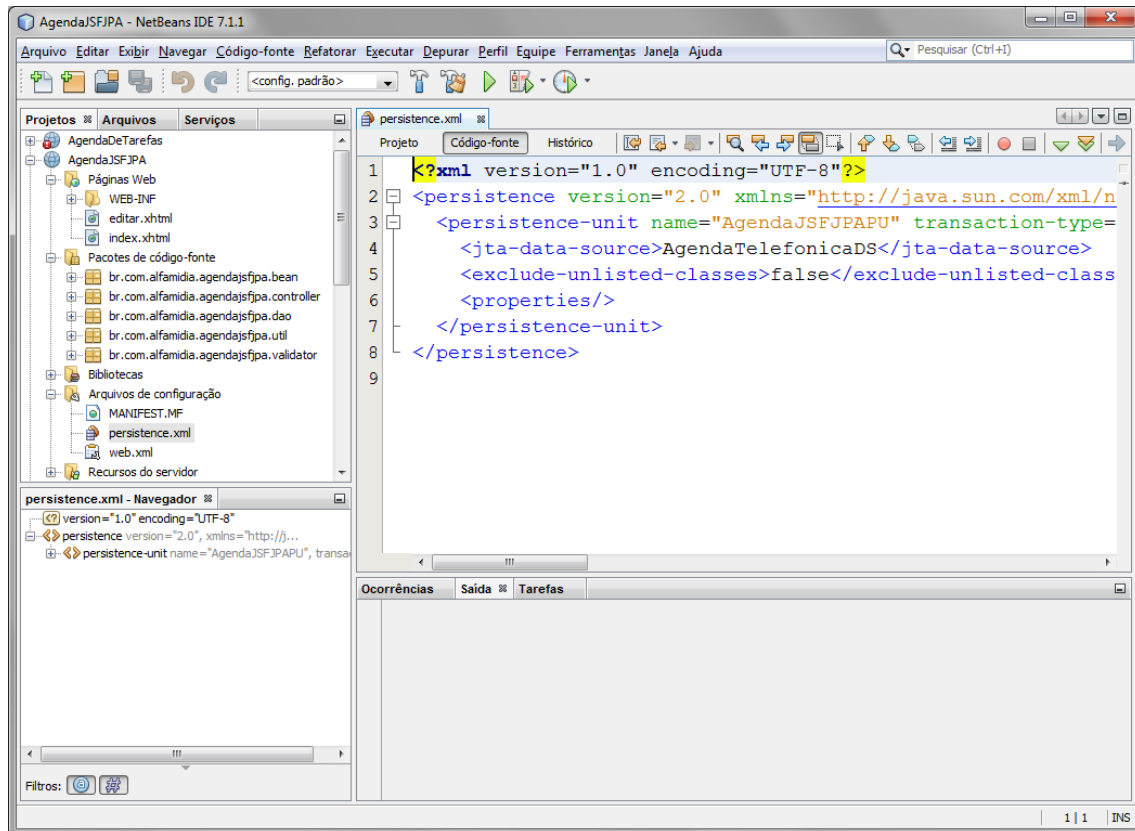 AgendaJSFJPA - NetBeans IDE 7.1.1
Arquivo Editar Exibir Navegar Código-fonte Refatorar Executar Depurar Perfil Equipe Ferramentas Janela Ajuda
Pesquisar (Ctrl+I)
<config. padrão>
Projetos Arquivos Serviços
AgendaDeTarefas
AgendaJSFJPA
Páginas Web
WEB-INF
editar.xhtml
index.xhtml
Pacotes de código-fonte
br.com.alfamidia.agendajsfjpa.bean
br.com.alfamidia.agendajsfjpa.controller
br.com.alfamidia.agendajsfjpa.dao
br.com.alfamidia.agendajsfjpa.util
br.com.alfamidia.agendajsfjpa.validator
Bibliotecas
Arquivos de configuração
MANIFEST.MF
persistence.xml
web.xml
Recursos do servidor
persistence.xml - Navegador
version="1.0" encoding="UTF-8"
persistence version="2.0", xmlns="http://j...
persistence-unit name="AgendaJSFJPAPU", transa
Filtros:
persistence.xml
Projeto Código-fonte Histórico
1 <?xml version="1.0" encoding="UTF-8"?>
2 <persistence version="2.0" xmlns="http://java.sun.com/xml/n
3 <persistence-unit name="AgendaJSFJPAPU" transaction-type=
4 <jta-data-source>AgendaTelefonicaDS</jta-data-source>
5 <exclude-unlisted-classes>false</exclude-unlisted-class
6 <properties/>
7 </persistence-unit>
8 </persistence>
9
Ocorrências Saída Tarefas
1 | 1 INS